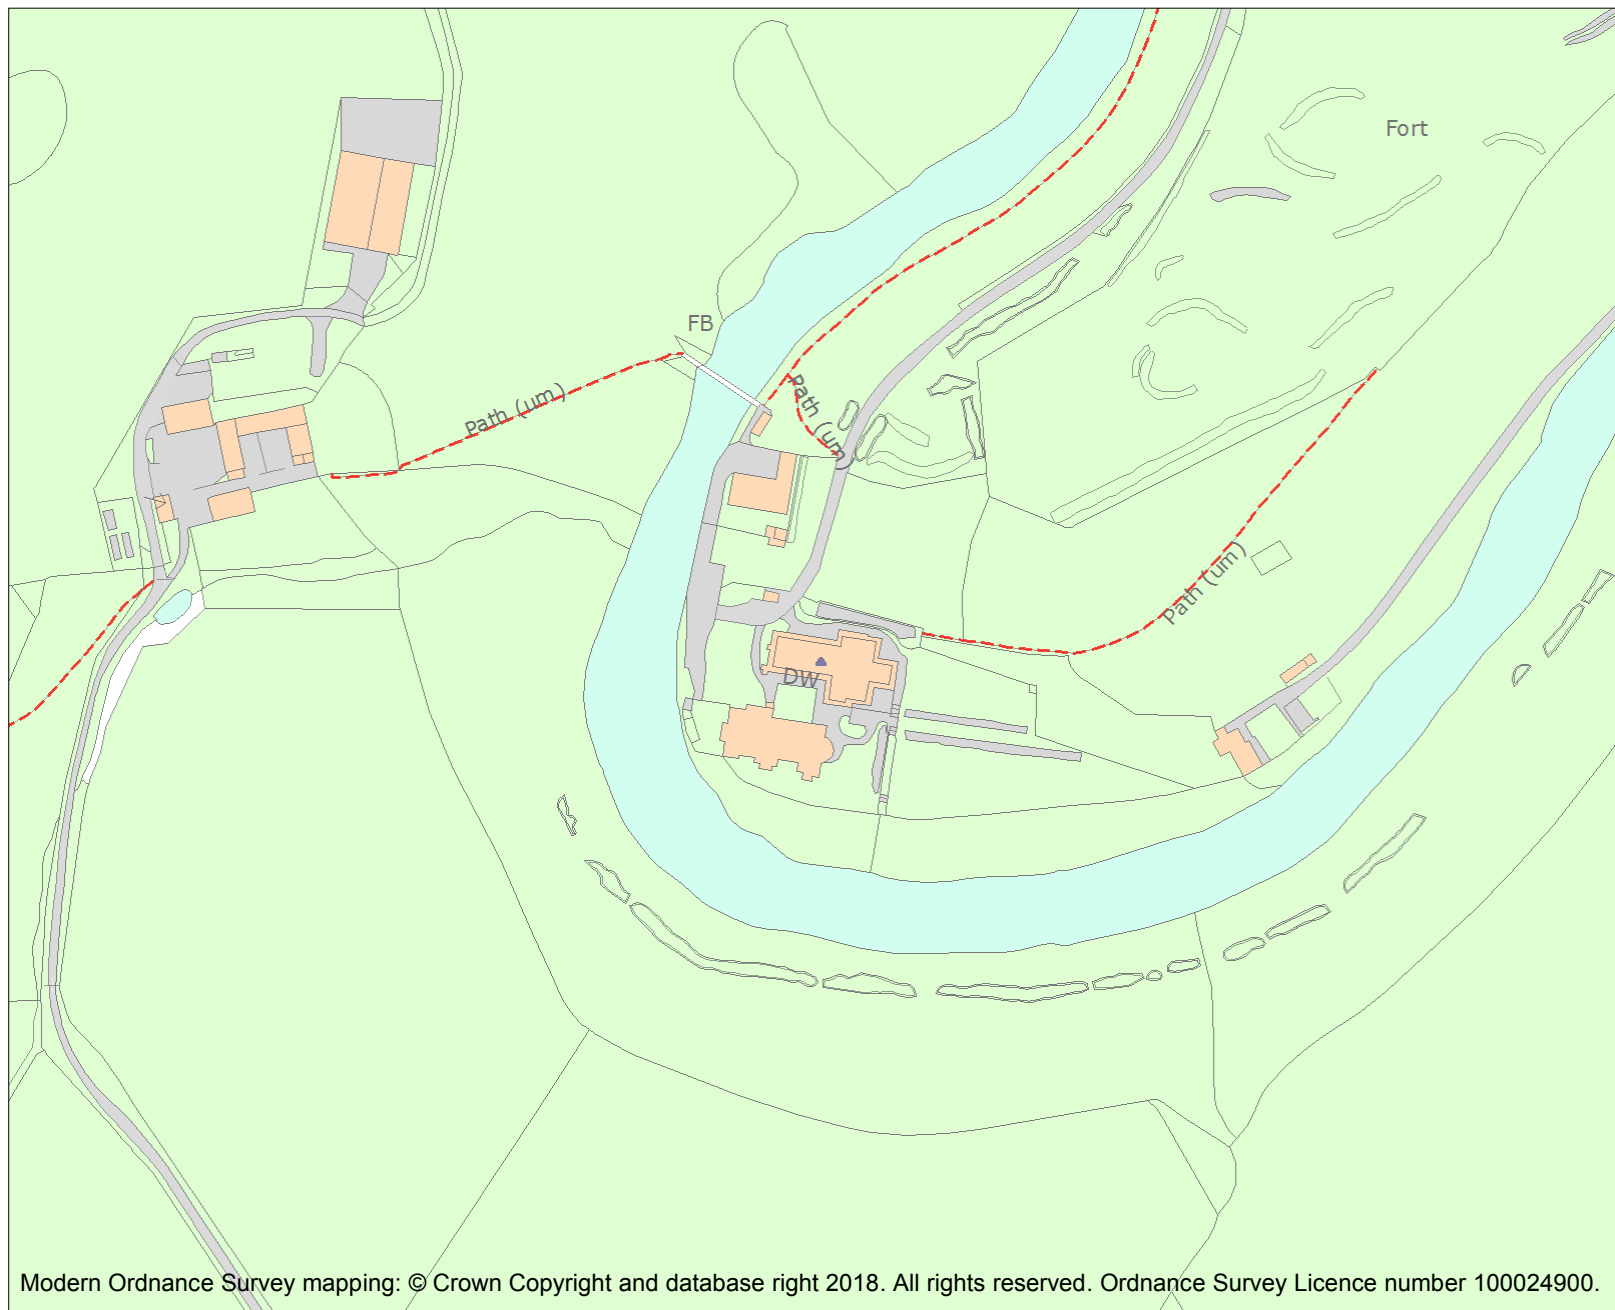 Fort
FB
Path (um)
Path (um)
Path (um)
DW
Modern Ordnance Survey mapping: © Crown Copyright and database right 2018. All rights reserved. Ordnance Survey Licence number 100024900.